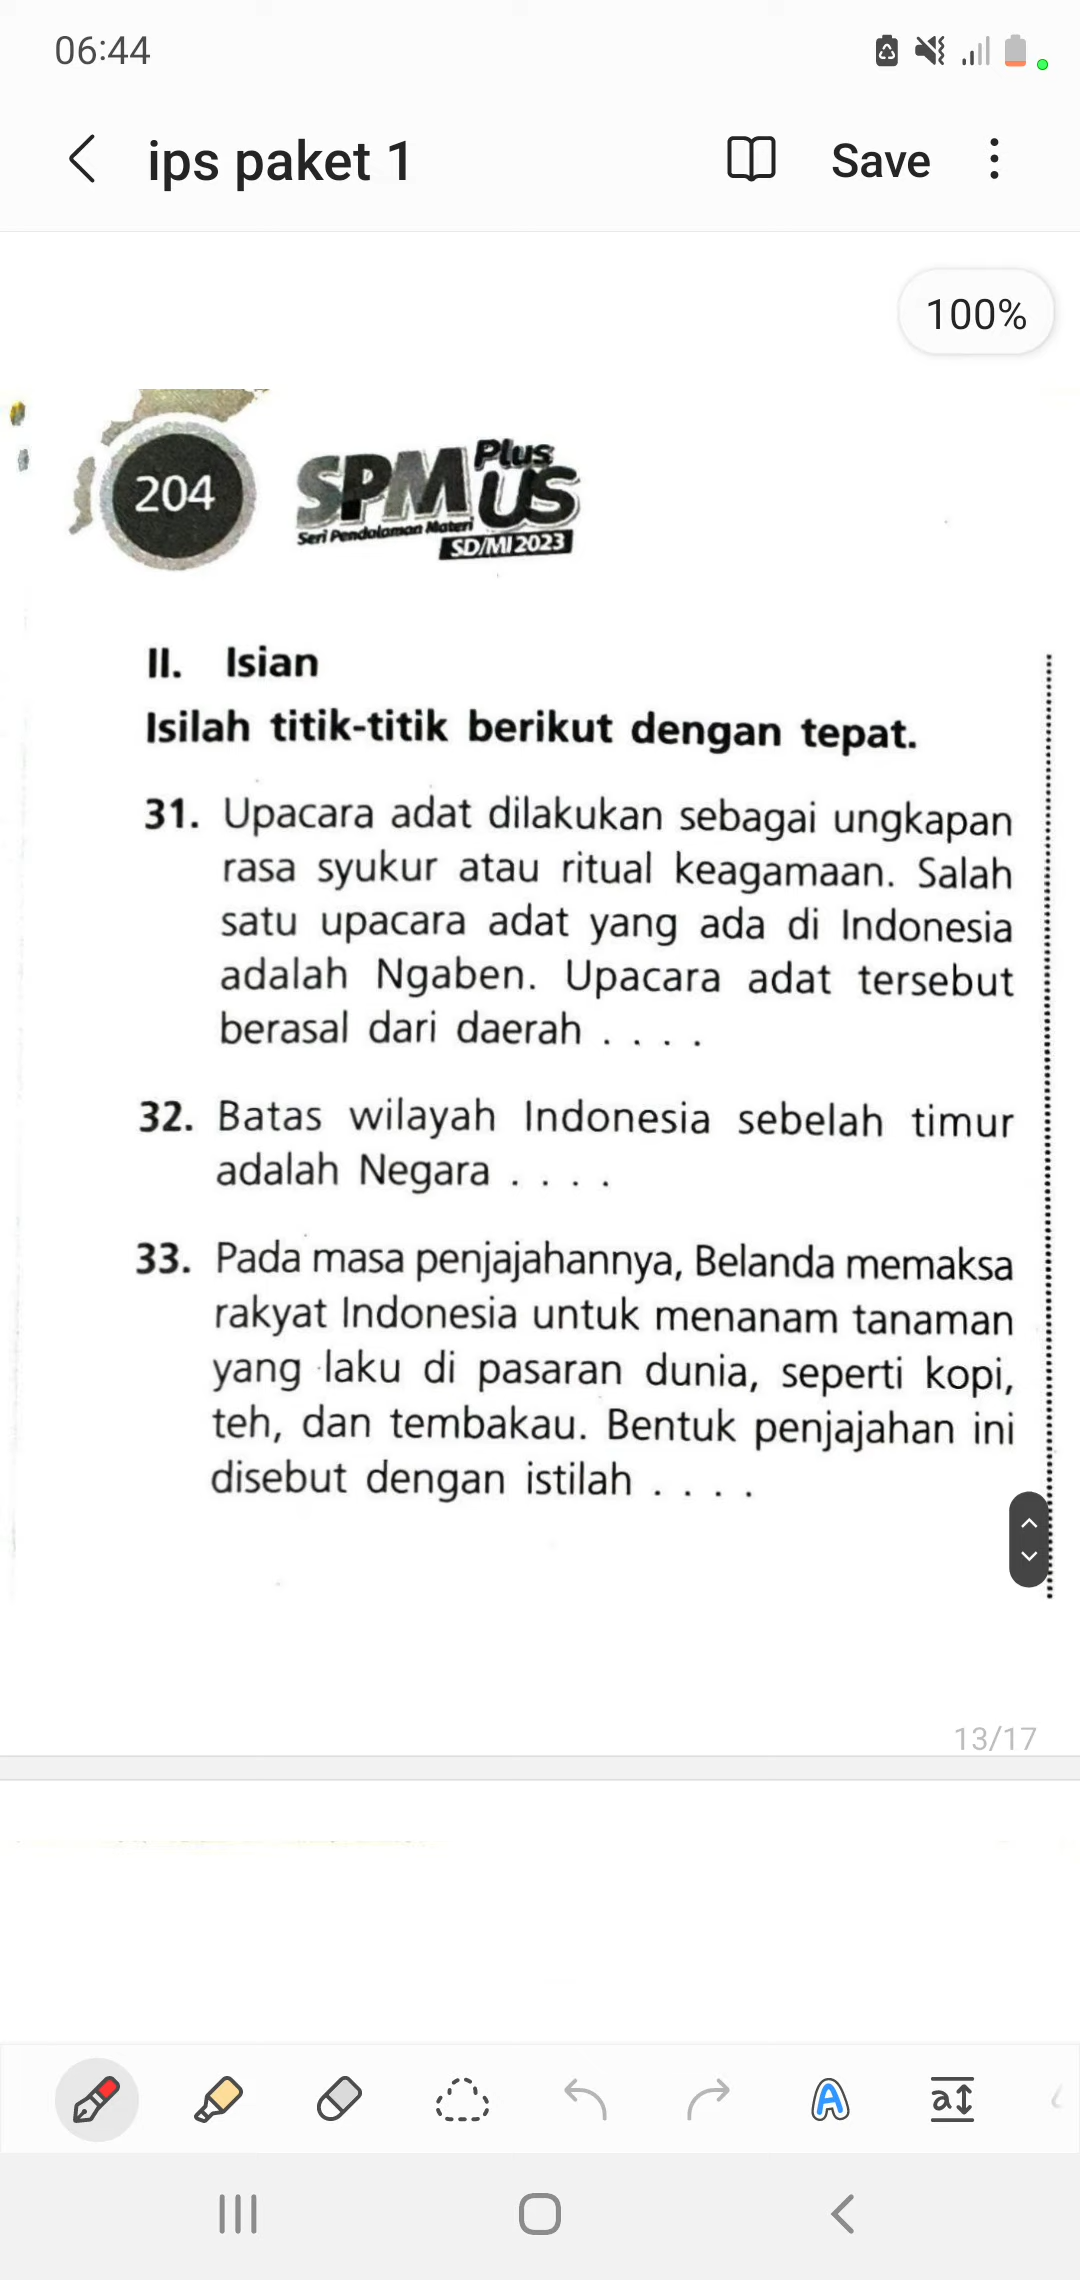 06:44
ips paket 1
Save
100%
204
SPM Plus US
Seri Pendalaman Materi
SD/MI 2023
II. Isian
Isilah titik-titik berikut dengan tepat.
31. Upacara adat dilakukan sebagai ungkapan
rasa syukur atau ritual keagamaan. Salah
satu upacara adat yang ada di Indonesia
adalah Ngaben. Upacara adat tersebut
berasal dari daerah . . . .
32. Batas wilayah Indonesia sebelah timur
adalah Negara . . . .
33. Pada masa penjajahannya, Belanda memaksa
rakyat Indonesia untuk menanam tanaman
yang laku di pasaran dunia, seperti kopi,
teh, dan tembakau. Bentuk penjajahan ini
disebut dengan istilah . . . .
13/17
A
a